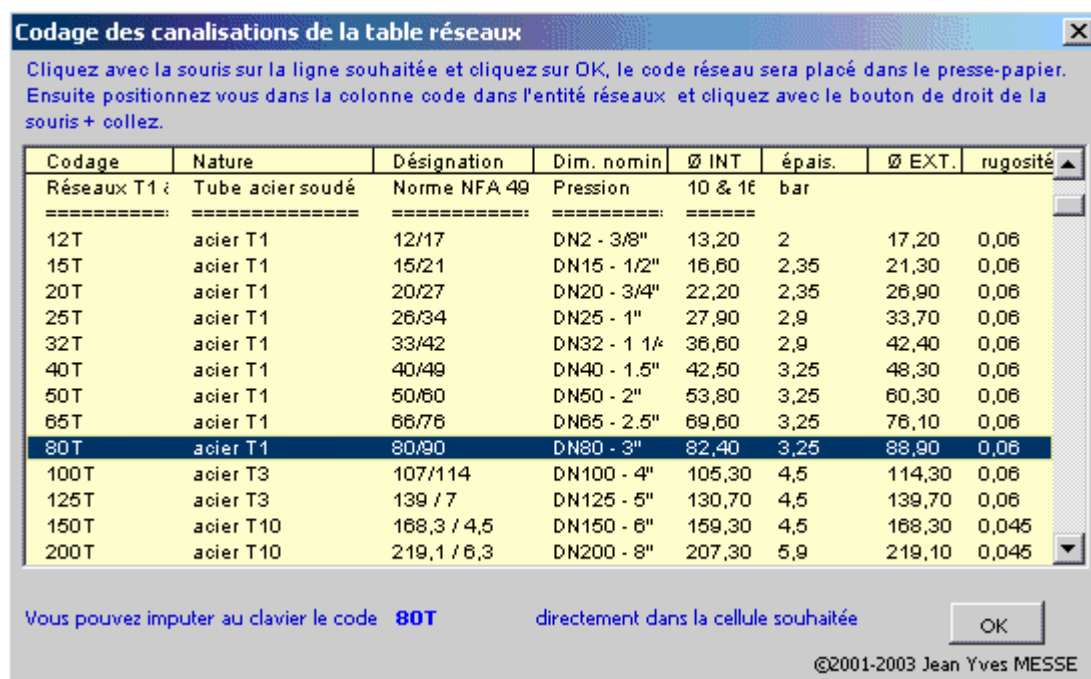 Codage des canalisations de la table réseaux
Cliquez avec la souris sur la ligne souhaitée et cliquez sur OK, le code réseau sera placé dans le presse-papier.
Ensuite positionnez vous dans la colonne code dans l'entité réseaux et cliquez avec le bouton de droit de la
souris + collez.
Codage Nature Désignation Dim. nomin Ø INT épais. Ø EXT. rugosité
Réseaux T1 Tube acier soudé Norme NFA 49 Pression 10 & 16 bar
=========== ============== ============ ========== ======
12T acier T1 12/17 DN2 - 3/8" 13,20 2 17,20 0,06
15T acier T1 15/21 DN15 - 1/2" 16,60 2,35 21,30 0,06
20T acier T1 20/27 DN20 - 3/4" 22,20 2,35 26,90 0,06
25T acier T1 26/34 DN25 - 1" 27,90 2,9 33,70 0,06
32T acier T1 33/42 DN32 - 1 1/4 36,60 2,9 42,40 0,06
40T acier T1 40/49 DN40 - 1.5" 42,50 3,25 48,30 0,06
50T acier T1 50/60 DN50 - 2" 53,80 3,25 60,30 0,06
65T acier T1 66/76 DN65 - 2.5" 69,60 3,25 76,10 0,06
80T acier T1 80/90 DN80 - 3" 82,40 3,25 88,90 0,06
100T acier T3 107/114 DN100 - 4" 105,30 4,5 114,30 0,06
125T acier T3 139 / 7 DN125 - 5" 130,70 4,5 139,70 0,06
150T acier T10 168,3 / 4,5 DN150 - 6" 159,30 4,5 168,30 0,045
200T acier T10 219,1 / 6,3 DN200 - 8" 207,30 5,9 219,10 0,045
Vous pouvez imputer au clavier le code 80T directement dans la cellule souhaitée
OK
©2001-2003 Jean Yves MESSE